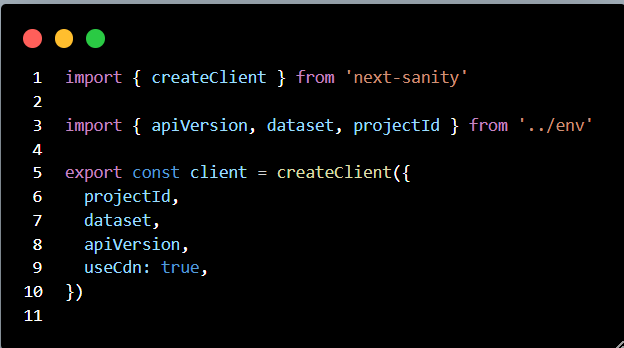 1 import { createClient } from 'next-sanity'
2
3 import { apiVersion, dataset, projectId } from '../env'
4
5 export const client = createClient({
6   projectId,
7   dataset,
8   apiVersion,
9   useCdn: true,
10 })
11